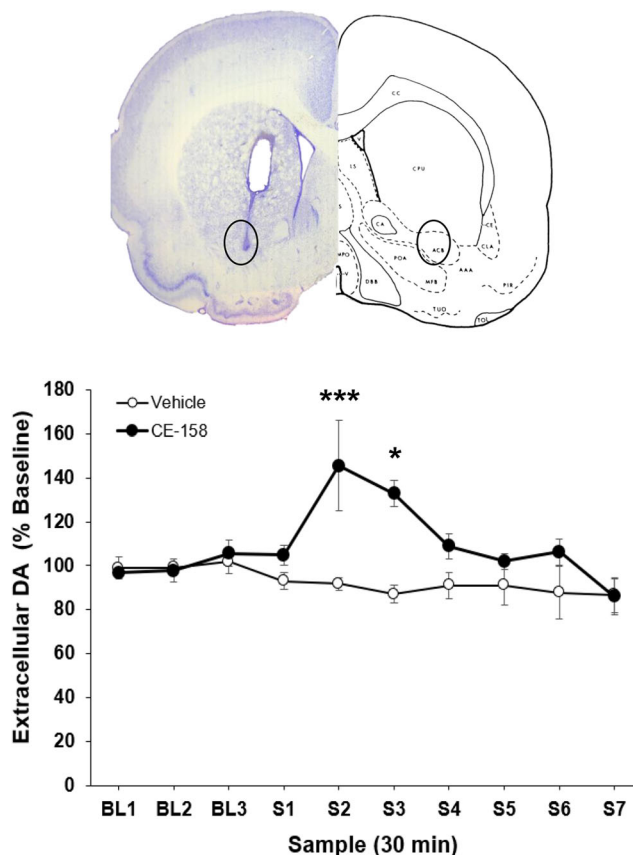 CC
V
LS
CPU
S
CA
ACB
CE
CLA
MPO
POA
AAA
DBB
MFB
PIR
TUO
TOL
180
160
140
120
100
80
60
40
20
0
Extracellular DA (% Baseline)
Vehicle
CE-158
***
*
BL1 BL2 BL3 S1 S2 S3 S4 S5 S6 S7
Sample (30 min)